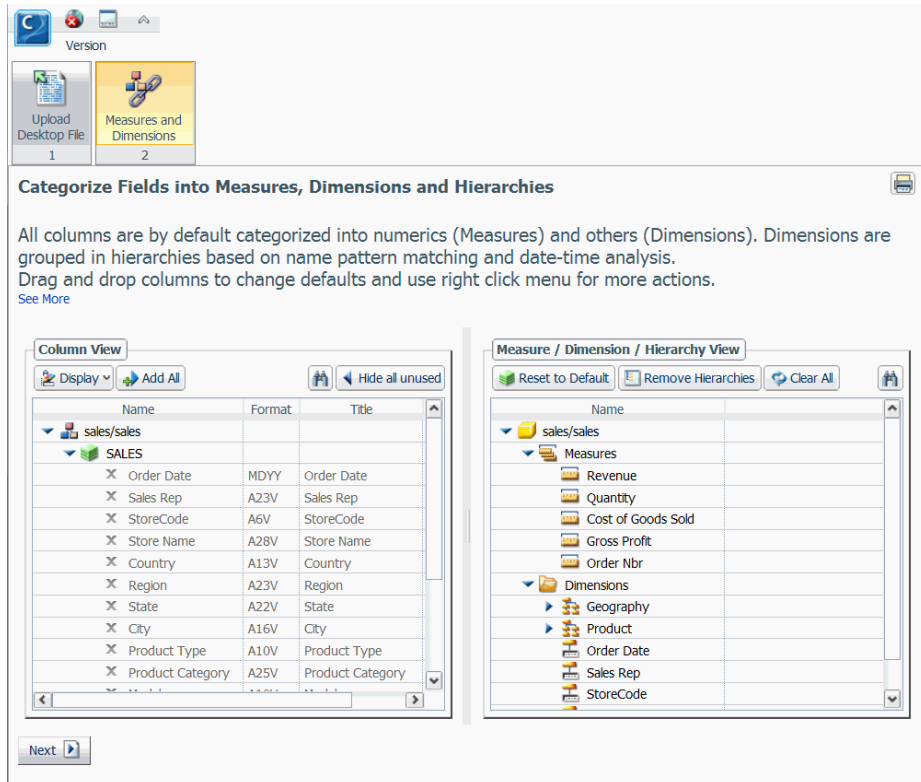 Version
Upload
Desktop File
1
Measures and
Dimensions
2
Categorize Fields into Measures, Dimensions and Hierarchies
All columns are by default categorized into numerics (Measures) and others (Dimensions). Dimensions are
grouped in hierarchies based on name pattern matching and date-time analysis.
Drag and drop columns to change defaults and use right click menu for more actions.
See More
Column View
Display Add All Hide all unused
Name Format Title
sales/sales
SALES
Order Date MDYY Order Date
Sales Rep A23V Sales Rep
StoreCode A6V StoreCode
Store Name A28V Store Name
Country A13V Country
Region A23V Region
State A22V State
City A16V City
Product Type A10V Product Type
Product Category A25V Product Category
Measure / Dimension / Hierarchy View
Reset to Default Remove Hierarchies Clear All
Name
sales/sales
Measures
Revenue
Quantity
Cost of Goods Sold
Gross Profit
Order Nbr
Dimensions
Geography
Product
Order Date
Sales Rep
StoreCode
Next